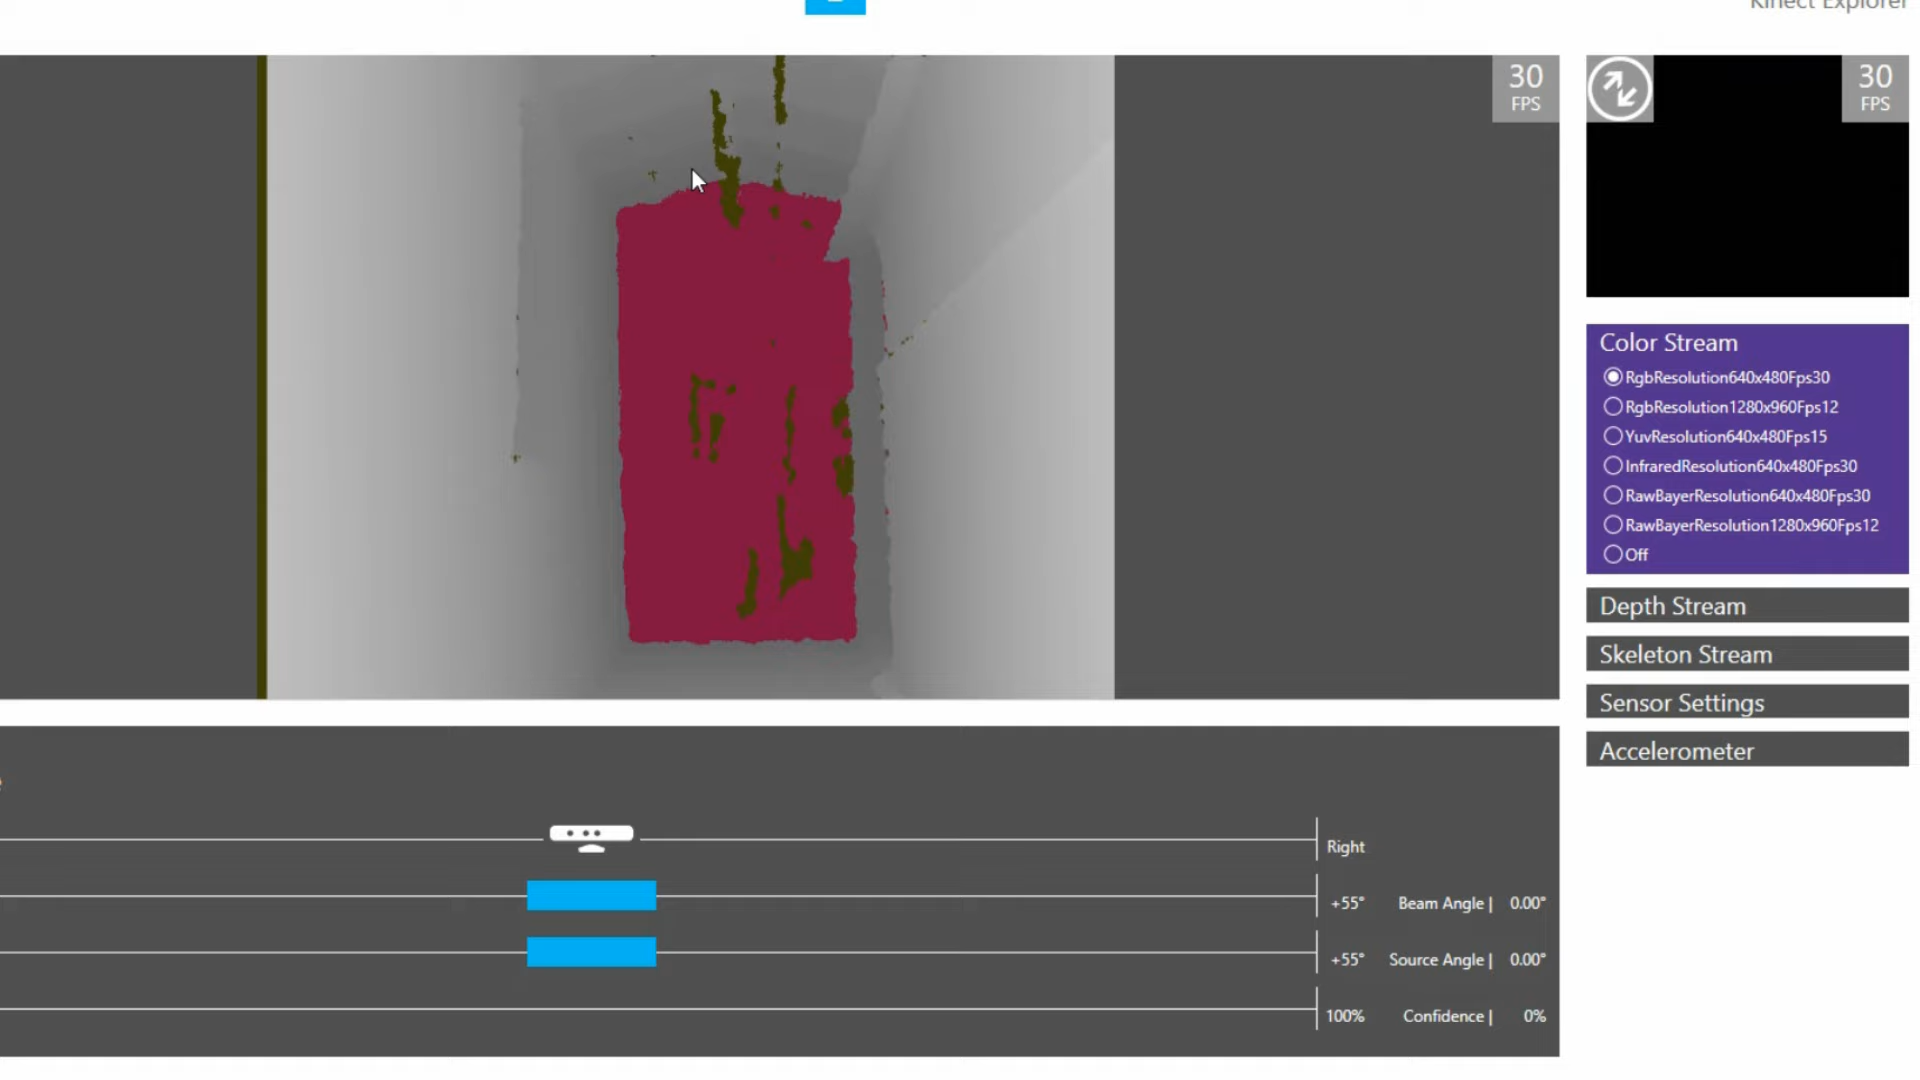 Kinect Explorer
30
FPS
30
FPS
Color Stream
RgbResolution640x480Fps30
RgbResolution1280x960Fps12
YuvResolution640x480Fps15
InfraredResolution640x480Fps30
RawBayerResolution640x480Fps30
RawBayerResolution1280x960Fps12
Off
Depth Stream
Skeleton Stream
Sensor Settings
Accelerometer
Right
+55° Beam Angle | 0.00°
+55° Source Angle | 0.00°
100% Confidence | 0%